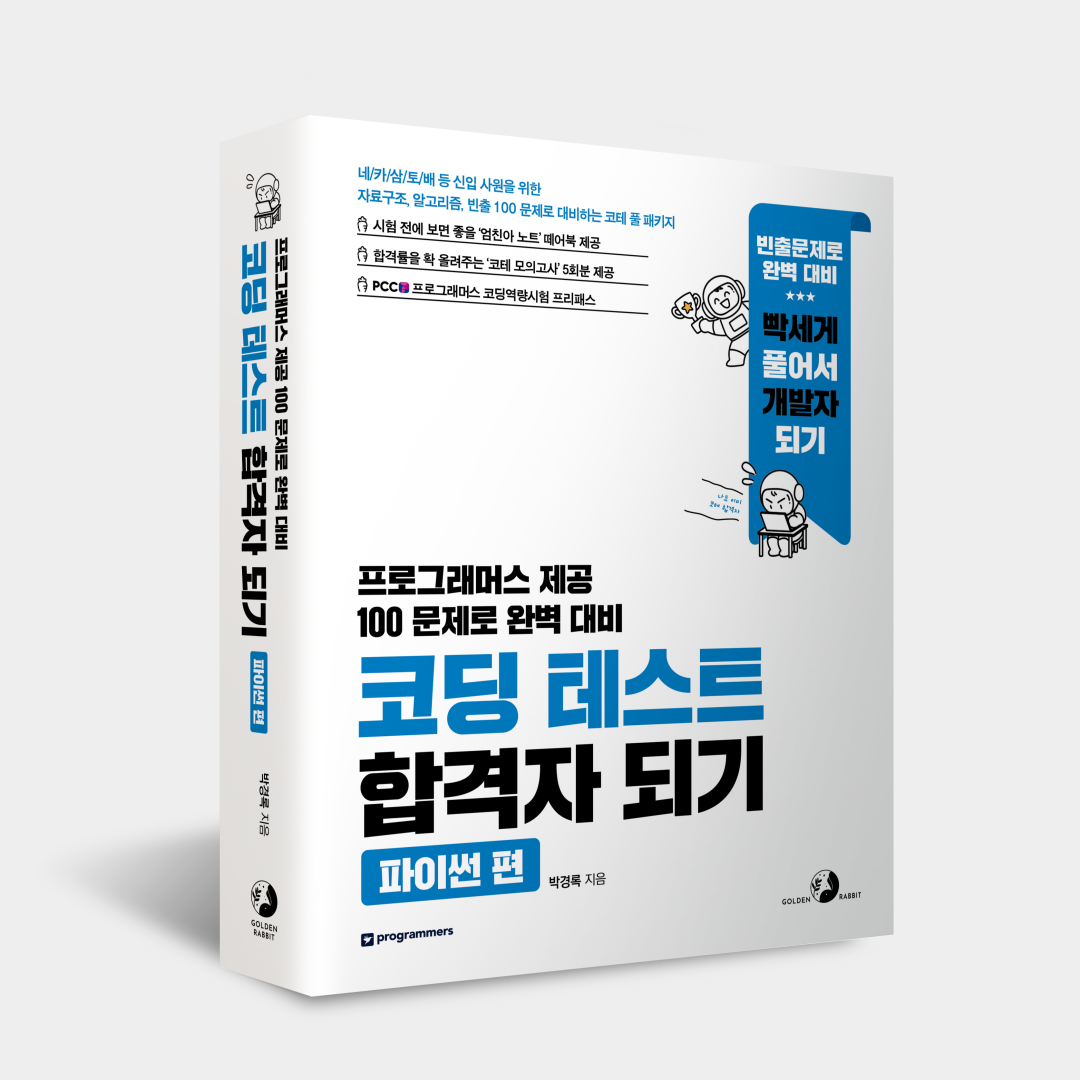 네/카/삼/토/배 등 신입 사원을 위한
자료구조, 알고리즘, 빈출 100 문제로 대비하는 코테 풀 패키지
시험 전에 보면 좋을 '엄친아 노트' 떼어북 제공
합격률을 확 올려주는 '코테 모의고사' 5회분 제공
PCCP 프로그래머스 코딩역량시험 프리패스
빈출문제로
완벽 대비
★★★
빡세게
풀어서
개발자
되기
나도 이미
코테 합격자
프로그래머스 제공
100 문제로 완벽 대비
코딩 테스트
합격자 되기
파이썬 편
박경록 지음
programmers
GOLDEN RABBIT
프로그래머스 제공 100 문제로 완벽 대비
코딩 테스트 합격자 되기
파이썬 편
박경록 지음
GOLDEN
RABBIT